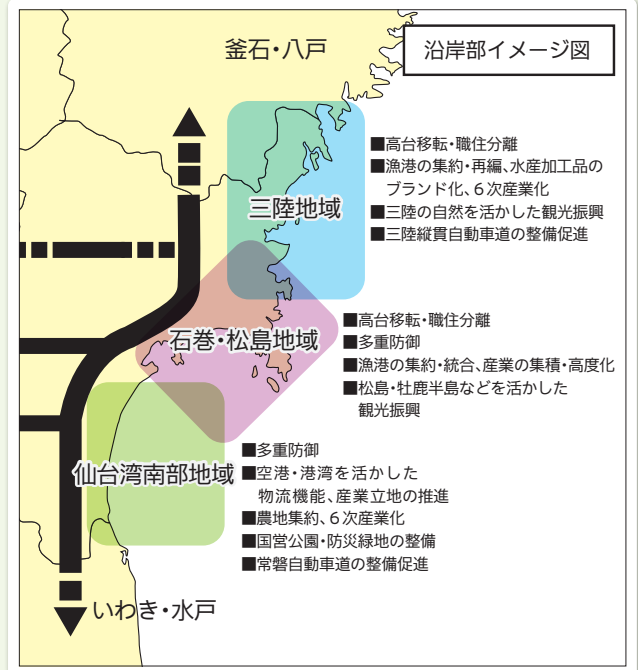 釜石・八戸
沿岸部イメージ図
■高台移転・職住分離
■漁港の集約・再編、水産加工品の
ブランド化、6次産業化
■三陸の自然を活かした観光振興
■三陸縦貫自動車道の整備促進
三陸地域
■高台移転・職住分離
■多重防御
■漁港の集約・統合、産業の集積・高度化
■松島・牡鹿半島などを活かした
観光振興
石巻・松島地域
■多重防御
■空港・港湾を活かした
物流機能、産業立地の推進
■農地集約、6次産業化
■国営公園・防災緑地の整備
■常磐自動車道の整備促進
仙台湾南部地域
いわき・水戸